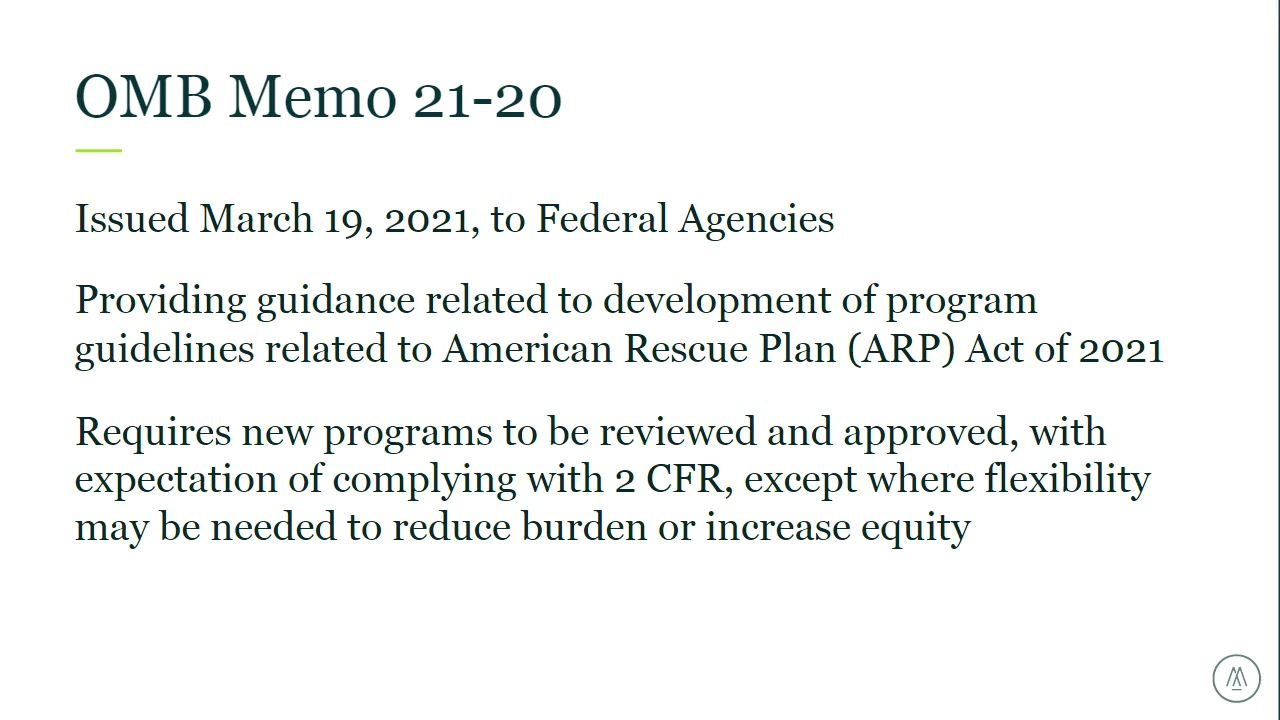 OMB Memo 21-20
Issued March 19, 2021, to Federal Agencies
Providing guidance related to development of program
guidelines related to American Rescue Plan (ARP) Act of 2021
Requires new programs to be reviewed and approved, with
expectation of complying with 2 CFR, except where flexibility
may be needed to reduce burden or increase equity